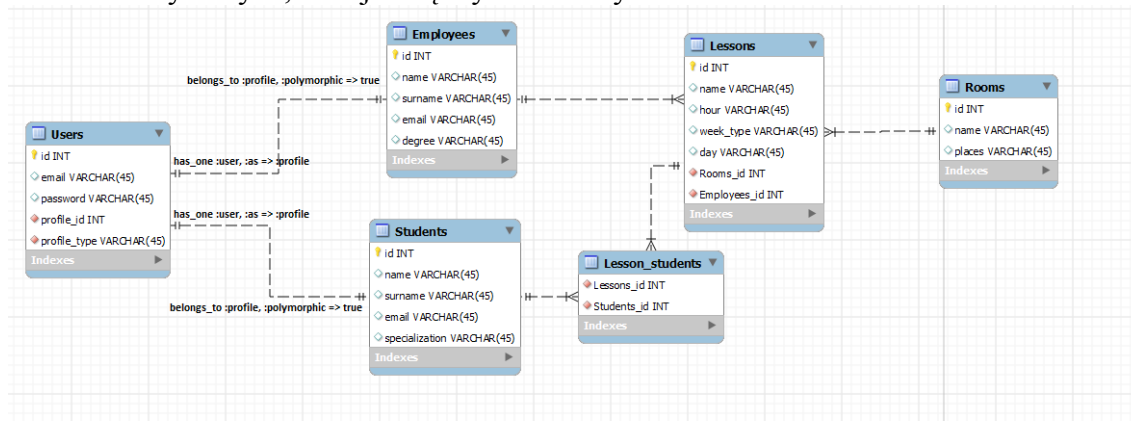 Employees
id INT
name VARCHAR(45)
surname VARCHAR(45)
email VARCHAR(45)
degree VARCHAR(45)
Indexes
Lessons
id INT
name VARCHAR(45)
hour VARCHAR(45)
week_type VARCHAR(45)
day VARCHAR(45)
Rooms_id INT
Employees_id INT
Indexes
Rooms
id INT
name VARCHAR(45)
places VARCHAR(45)
Indexes
belongs_to :profile, :polymorphic => true
Users
id INT
email VARCHAR(45)
password VARCHAR(45)
profile_id INT
profile_type VARCHAR(45)
Indexes
has_one :user, :as => :profile
has_one :user, :as => :profile
Students
id INT
name VARCHAR(45)
surname VARCHAR(45)
email VARCHAR(45)
specialization VARCHAR(45)
Indexes
belongs_to :profile, :polymorphic => true
Lesson_students
Lessons_id INT
Students_id INT
Indexes